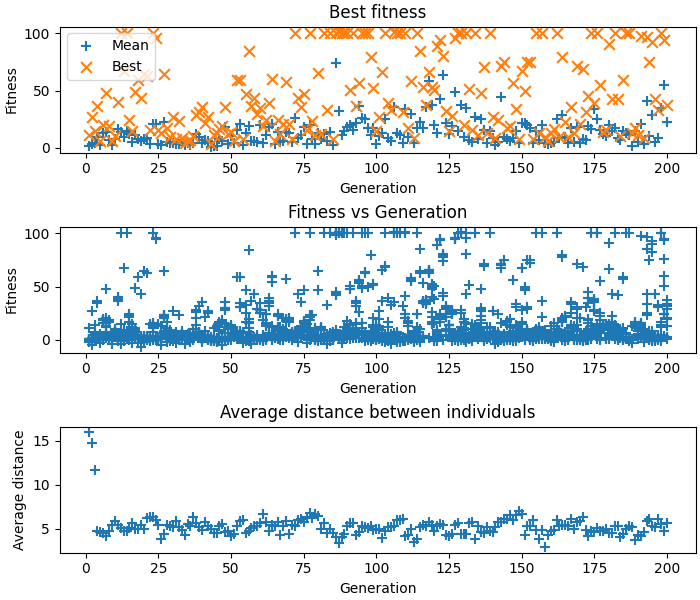 Best fitness
100
50
0
Fitness
Mean
Best
0 25 50 75 100 125 150 175 200
Generation
Fitness vs Generation
100
50
0
Fitness
0 25 50 75 100 125 150 175 200
Generation
Average distance between individuals
15
10
5
Average distance
0 25 50 75 100 125 150 175 200
Generation